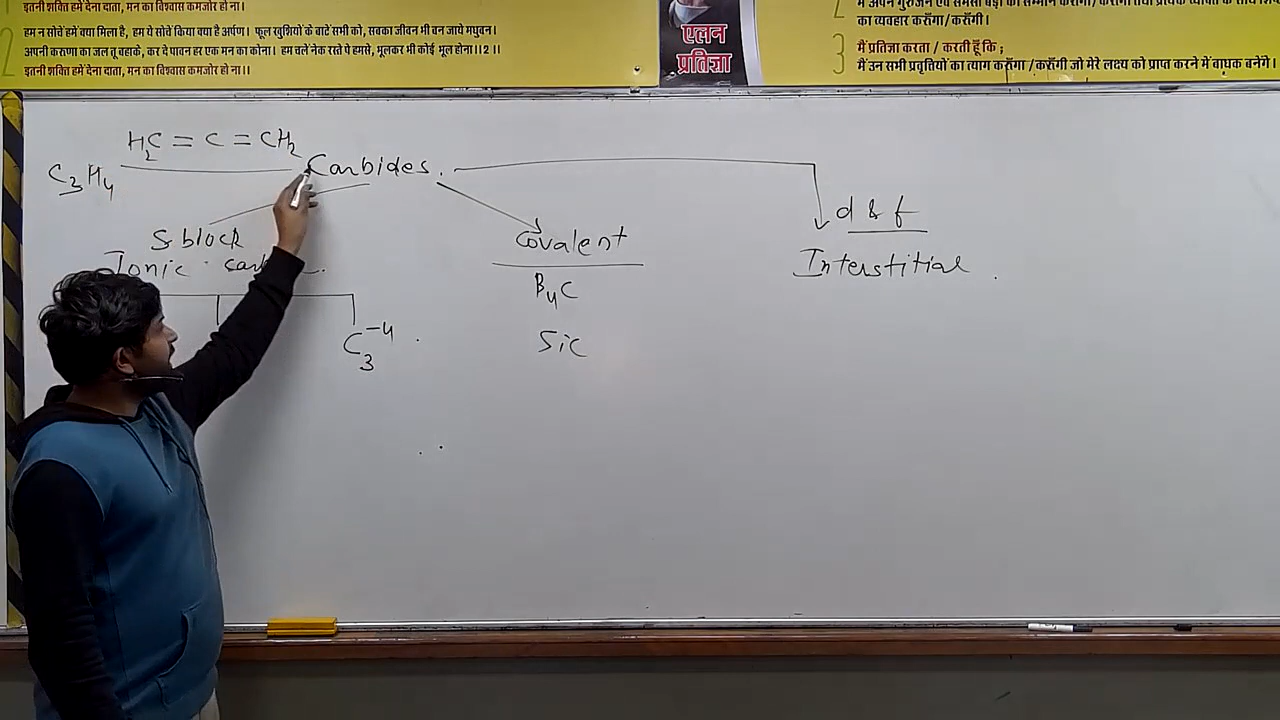 इतनी शक्ति हमें देना दाता, मन का विश्वास कमजोर हो ना।
हम न सोचें हमें क्या मिला है, हम ये सोचें किया क्या है अर्पण। फूल खुशियों के बाटे सभी को, सबका जीवन भी बन जाये मधुवन।
2 अपनी करुणा का जल तू बहाके, कर दे पावन हर एक मन का कोना। हम चलें नेक रस्ते पे हमसे, भूलकर भी कोई भूल होना।।2।।
इतनी शक्ति हमें देना दाता, मन का विश्वास कमजोर हो ना।।
एलन
प्रतिज्ञा
2
का व्यवहार करूँगा/करूँगी।
3 मैं प्रतिज्ञा करता / करती हूँ कि ;
मैं उन सभी प्रवृत्तियों का त्याग करूँगा /करूँगी जो मेरे लक्ष्य को प्राप्त करने में बाधक बनेंगे।
H2C = C = CH2
C3H4
Carbides.
S block
Ionic
Covalent
B4C
SiC
C3^-4
d & f
Interstitial.